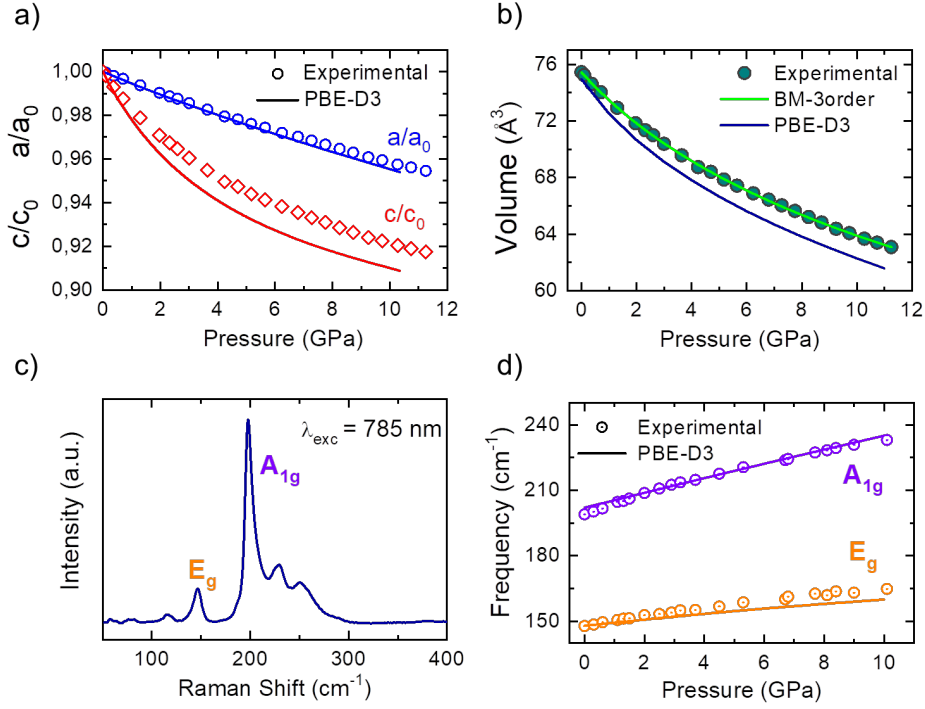 a)
1,00
0,98
0,96
0,94
0,92
0,90
c/c0 a/a0
Experimental
PBE-D3
a/a0
c/c0
0 2 4 6 8 10 12
Pressure (GPa)
b)
76
72
68
64
60
Volume (Å³)
Experimental
BM-3order
PBE-D3
0 2 4 6 8 10 12
Pressure (GPa)
c)
Intensity (a.u.)
λexc = 785 nm
A1g
Eg
100 200 300 400
Raman Shift (cm-1)
d)
240
210
180
150
Frequency (cm-1)
Experimental
PBE-D3
A1g
Eg
0 2 4 6 8 10
Pressure (GPa)